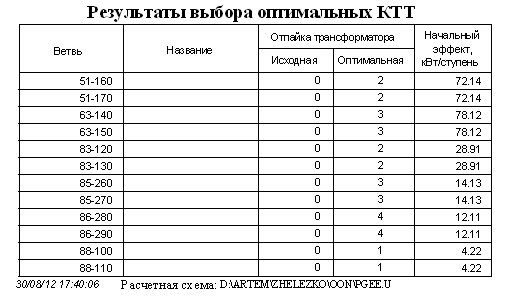 Результаты выбора оптимальных КТТ
Ветвь Название Отпайка трансформатора Начальный эффект, кВт/ступень
Исходная Оптимальная
51-160 0 2 72.14
51-170 0 2 72.14
63-140 0 3 78.12
63-150 0 3 78.12
83-120 0 2 28.91
83-130 0 2 28.91
85-260 0 3 14.13
85-270 0 3 14.13
86-280 0 4 12.11
86-290 0 4 12.11
88-100 0 1 4.22
88-110 0 1 4.22
30/08/12 17:40:06 Расчетная схема: D:\ARTEM\ZHELEZKO\OON\PGEE.U